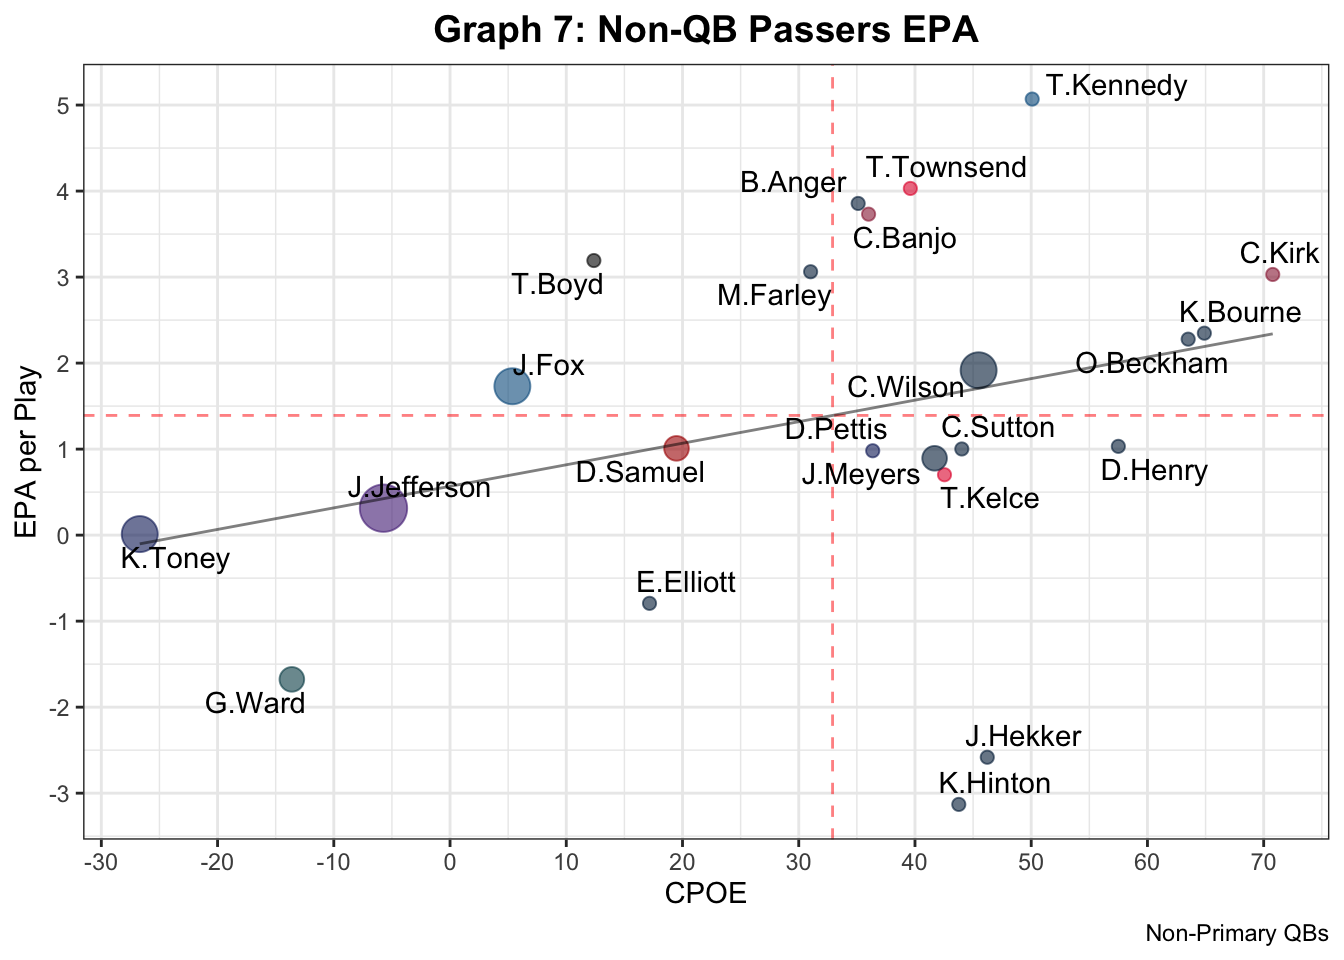 Graph 7: Non-QB Passers EPA
T.Kennedy
T.Townsend
B.Anger
C.Banjo
C.Kirk
T.Boyd
M.Farley
K.Bourne
J.Fox
O.Beckham
C.Wilson
D.Pettis
C.Sutton
D.Samuel
J.Meyers
D.Henry
J.Jefferson
T.Kelce
K.Toney
E.Elliott
G.Ward
J.Hekker
K.Hinton
5
4
3
2
1
0
-1
-2
-3
EPA per Play
-30 -20 -10 0 10 20 30 40 50 60 70
CPOE
Non-Primary QBs